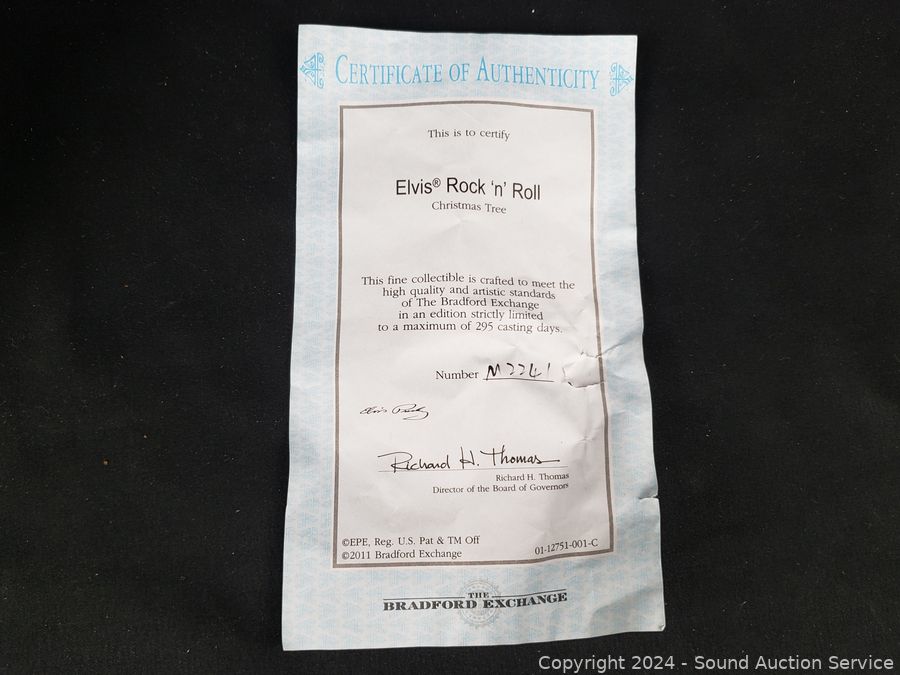 CERTIFICATE OF AUTHENTICITY
This is to certify
Elvis® Rock 'n' Roll
Christmas Tree
This fine collectible is crafted to meet the
high quality and artistic standards
of The Bradford Exchange
in an edition strictly limited
to a maximum of 295 casting days.
Number M2241
Elvis Presley
Richard H. Thomas
Richard H. Thomas
Director of the Board of Governors
©EPE, Reg. U.S. Pat & TM Off
©2011 Bradford Exchange
01-12751-001-C
THE
BRADFORD EXCHANGE
Copyright 2024 - Sound Auction Service